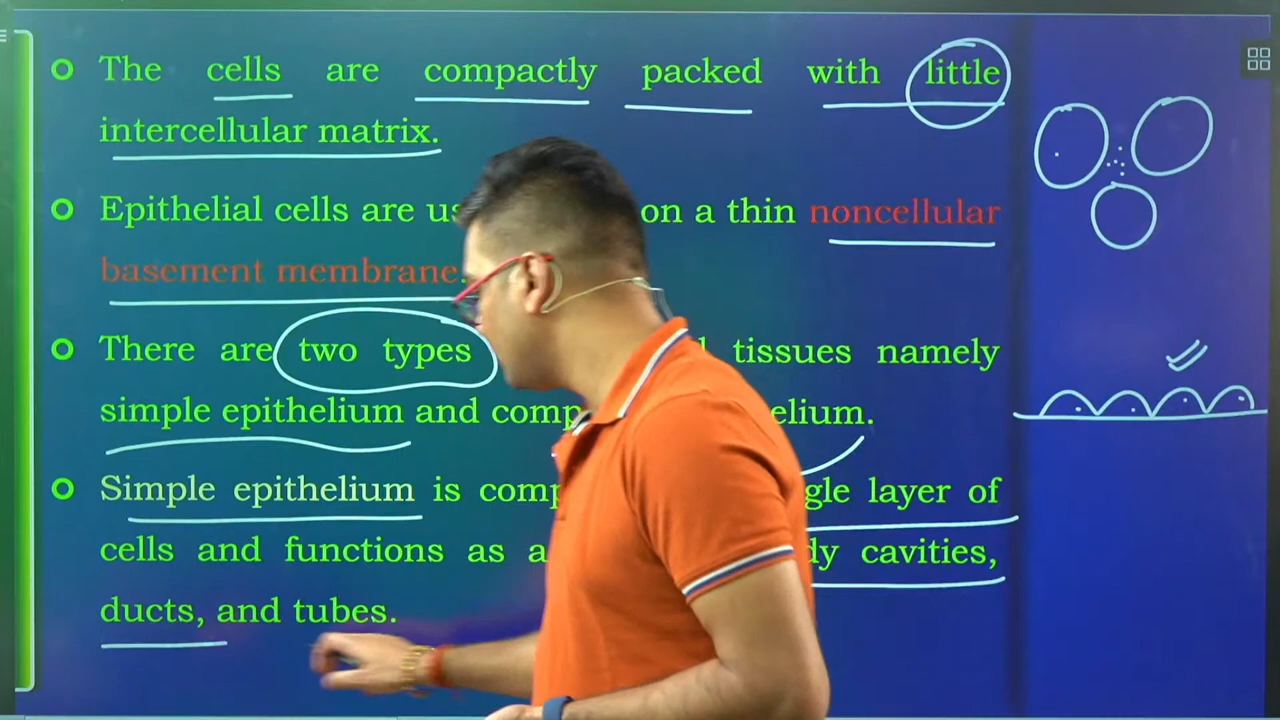 The cells are compactly packed with little
intercellular matrix.
Epithelial cells are on a thin noncellular
basement membrane.
There are two types tissues namely
simple epithelium and comp elium.
Simple epithelium is comp gle layer of
cells and functions as a dy cavities,
ducts, and tubes.